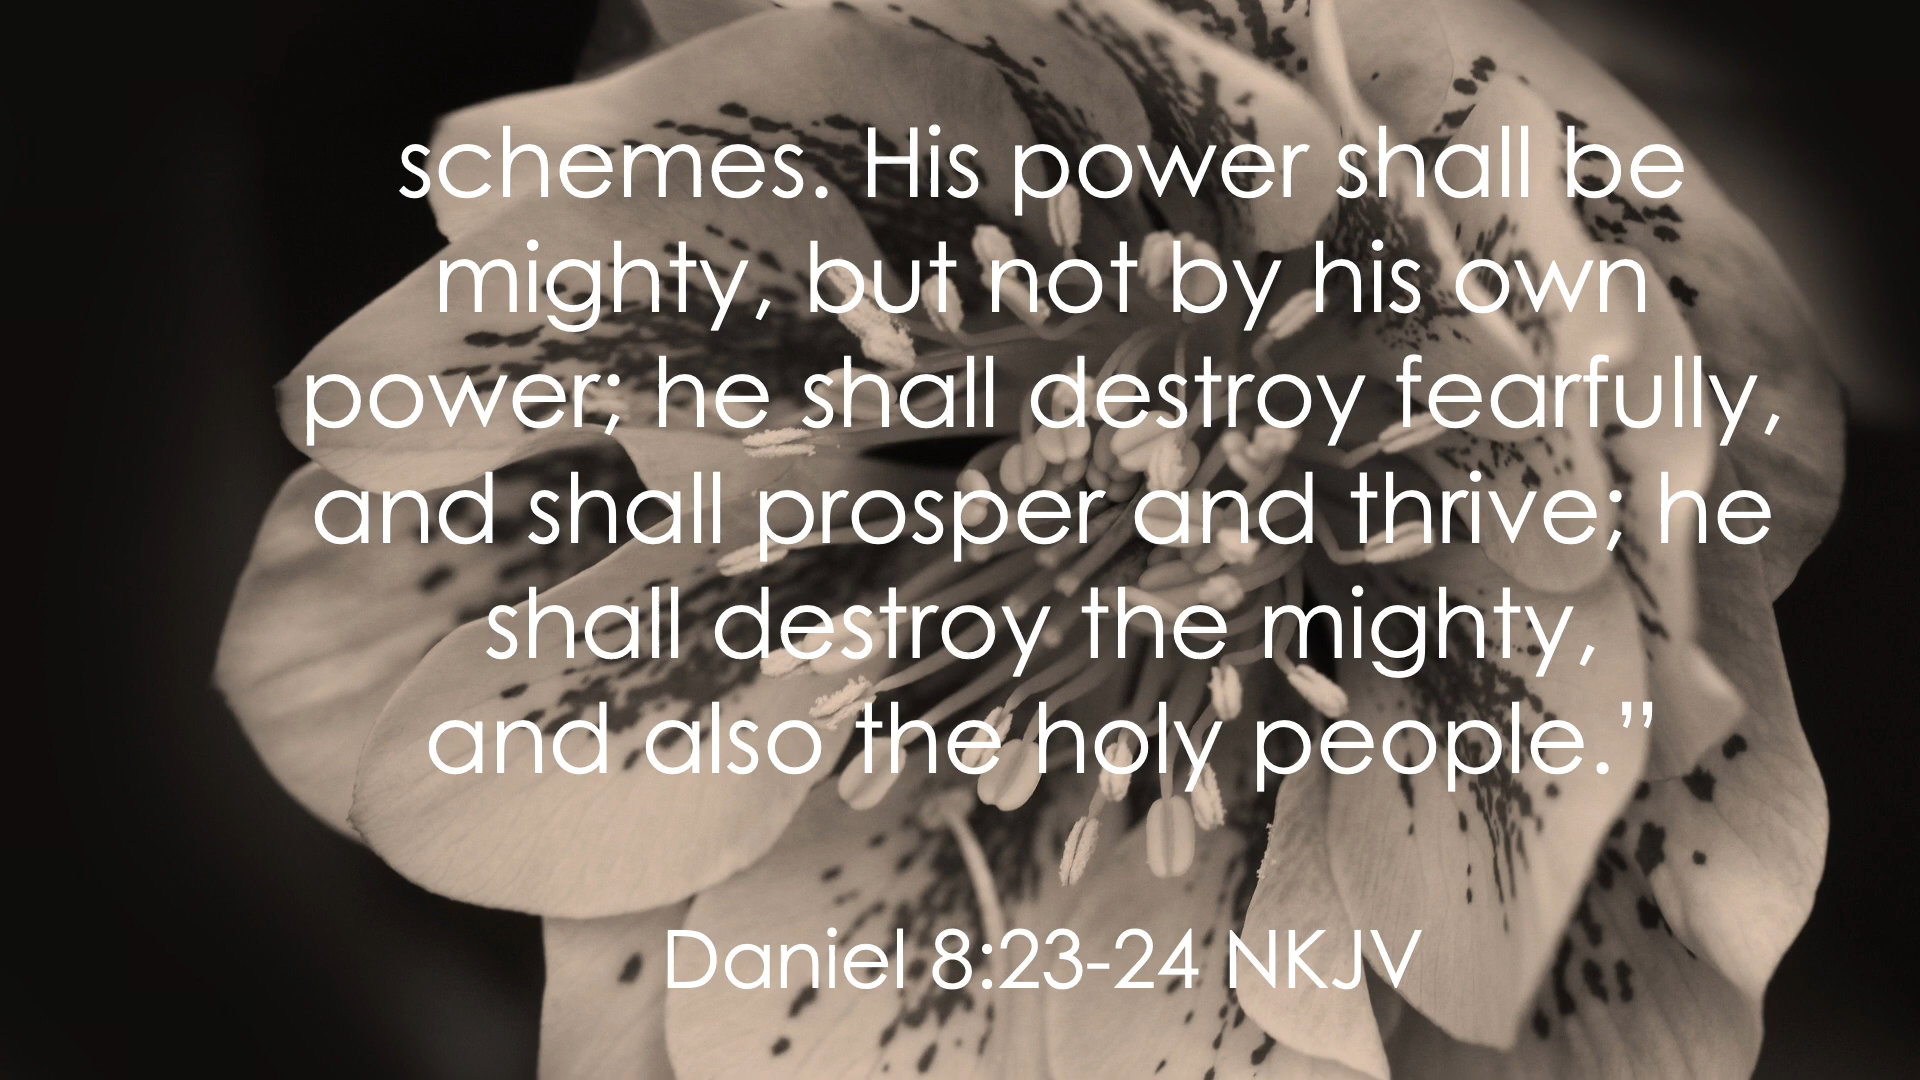 schemes. His power shall be
mighty, but not by his own
power; he shall destroy fearfully,
and shall prosper and thrive; he
shall destroy the mighty,
and also the holy people.”
Daniel 8:23-24 NKJV